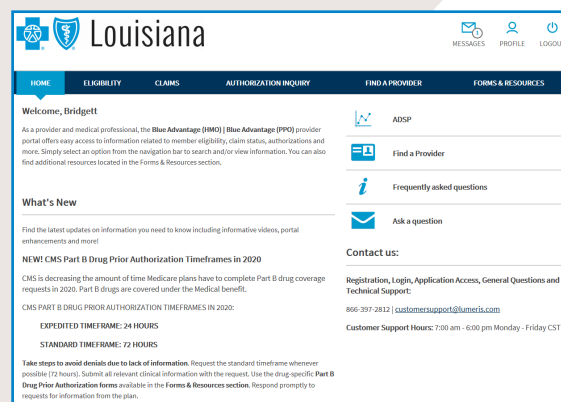 Louisiana
1
MESSAGES PROFILE LOGOU
HOME ELIGIBILITY CLAIMS AUTHORIZATION INQUIRY FIND A PROVIDER FORMS & RESOURCES
Welcome, Bridgett
As a provider and medical professional, the Blue Advantage (HMO) | Blue Advantage (PPO) provider
portal offers easy access to information related to member eligibility, claim status, authorizations and
more. Simply select an option from the navigation bar to search and/or view information. You can also
find additional resources located in the Forms & Resources section.
What's New
Find the latest updates on information you need to know including informative videos, portal
enhancements and more!
NEW! CMS Part B Drug Prior Authorization Timeframes in 2020
CMS is decreasing the amount of time Medicare plans have to complete Part B drug coverage
requests in 2020. Part B drugs are covered under the Medical benefit.
CMS PART B DRUG PRIOR AUTHORIZATION TIMEFRAMES IN 2020:
EXPEDITED TIMEFRAME: 24 HOURS
STANDARD TIMEFRAME: 72 HOURS
Take steps to avoid denials due to lack of information. Request the standard timeframe whenever
possible (72 hours). Submit all relevant clinical information with the request. Use the drug-specific Part B
Drug Prior Authorization forms available in the Forms & Resources section. Respond promptly to
requests for information from the plan.
ADSP
Find a Provider
Frequently asked questions
Ask a question
Contact us:
Registration, Login, Application Access, General Questions and
Technical Support:
866-397-2812 | customersupport@lumeris.com
Customer Support Hours: 7:00 am - 6:00 pm Monday - Friday CST